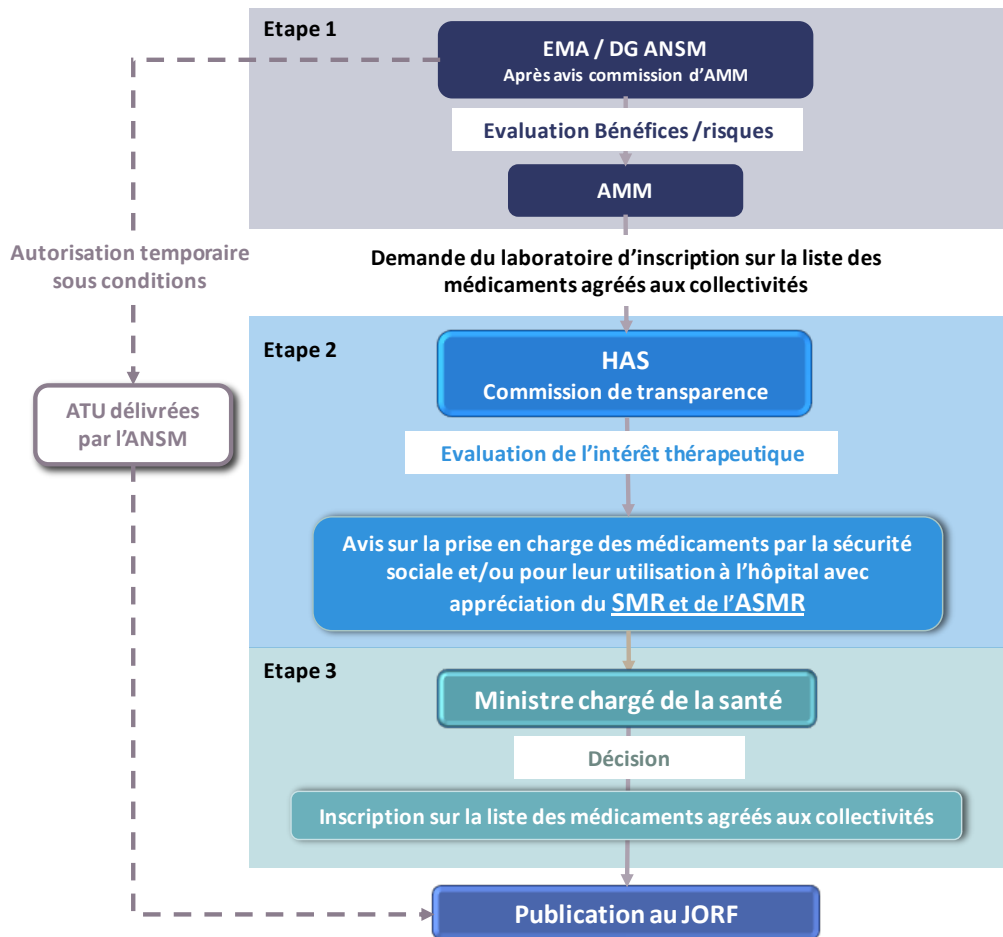 Etape 1
EMA / DG ANSM
Après avis commission d’AMM
Evaluation Bénéfices /risques
AMM
Autorisation temporaire
sous conditions
Demande du laboratoire d’inscription sur la liste des
médicaments agréés aux collectivités
Etape 2
HAS
Commission de transparence
ATU délivrées
par l’ANSM
Evaluation de l’intérêt thérapeutique
Avis sur la prise en charge des médicaments par la sécurité
sociale et/ou pour leur utilisation à l’hôpital avec
appréciation du SMR et de l’ASMR
Etape 3
Ministre chargé de la santé
Décision
Inscription sur la liste des médicaments agréés aux collectivités
Publication au JORF